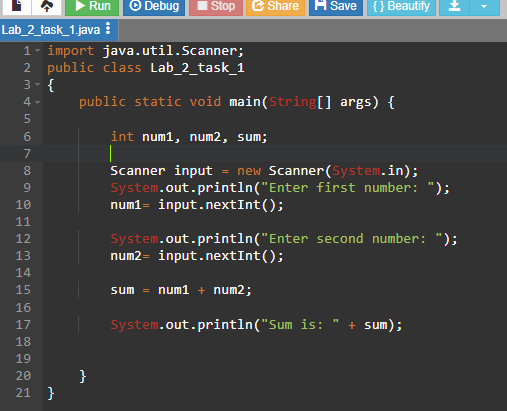 Run Debug Stop Share Save { } Beautify
Lab_2_task_1.java
1 import java.util.Scanner;
2 public class Lab_2_task_1
3 {
4 public static void main(String[] args) {
5
6 int num1, num2, sum;
7
8 Scanner input = new Scanner(System.in);
9 System.out.println("Enter first number: ");
10 num1= input.nextInt();
11
12 System.out.println("Enter second number: ");
13 num2= input.nextInt();
14
15 sum = num1 + num2;
16
17 System.out.println("Sum is: " + sum);
18
19
20 }
21 }